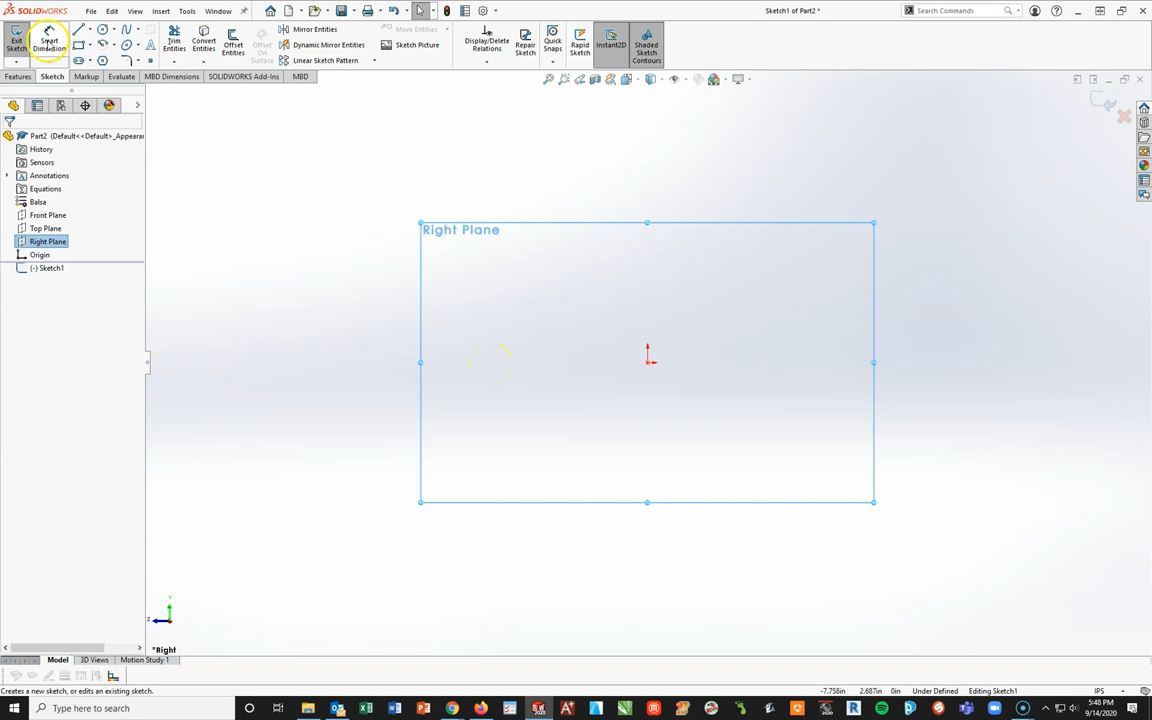 SOLIDWORKS File Edit View Insert Tools Window Sketch1 of Part2 * Search Commands
Exit Sketch Smart Dimension Trim Entities Convert Entities Offset Entities Offset On Surface Mirror Entities Move Entities Display/Delete Relations Repair Sketch Quick Snaps Rapid Sketch Instant2D Shaded Sketch Contours
Dynamic Mirror Entities Sketch Picture
Linear Sketch Pattern
Features Sketch Markup Evaluate MBD Dimensions SOLIDWORKS Add-Ins MBD
Part2 (Default<<Default>_Appearan
History
Sensors
Annotations
Equations
Balsa
Front Plane
Top Plane
Right Plane
Origin
(-) Sketch1
Right Plane
Y
Z
*Right
Model 3D Views Motion Study 1
Creates a new sketch, or edits an existing sketch. -7.758in 2.687in 0in Under Defined Editing Sketch1 IPS
Type here to search
5:48 PM
9/14/2020